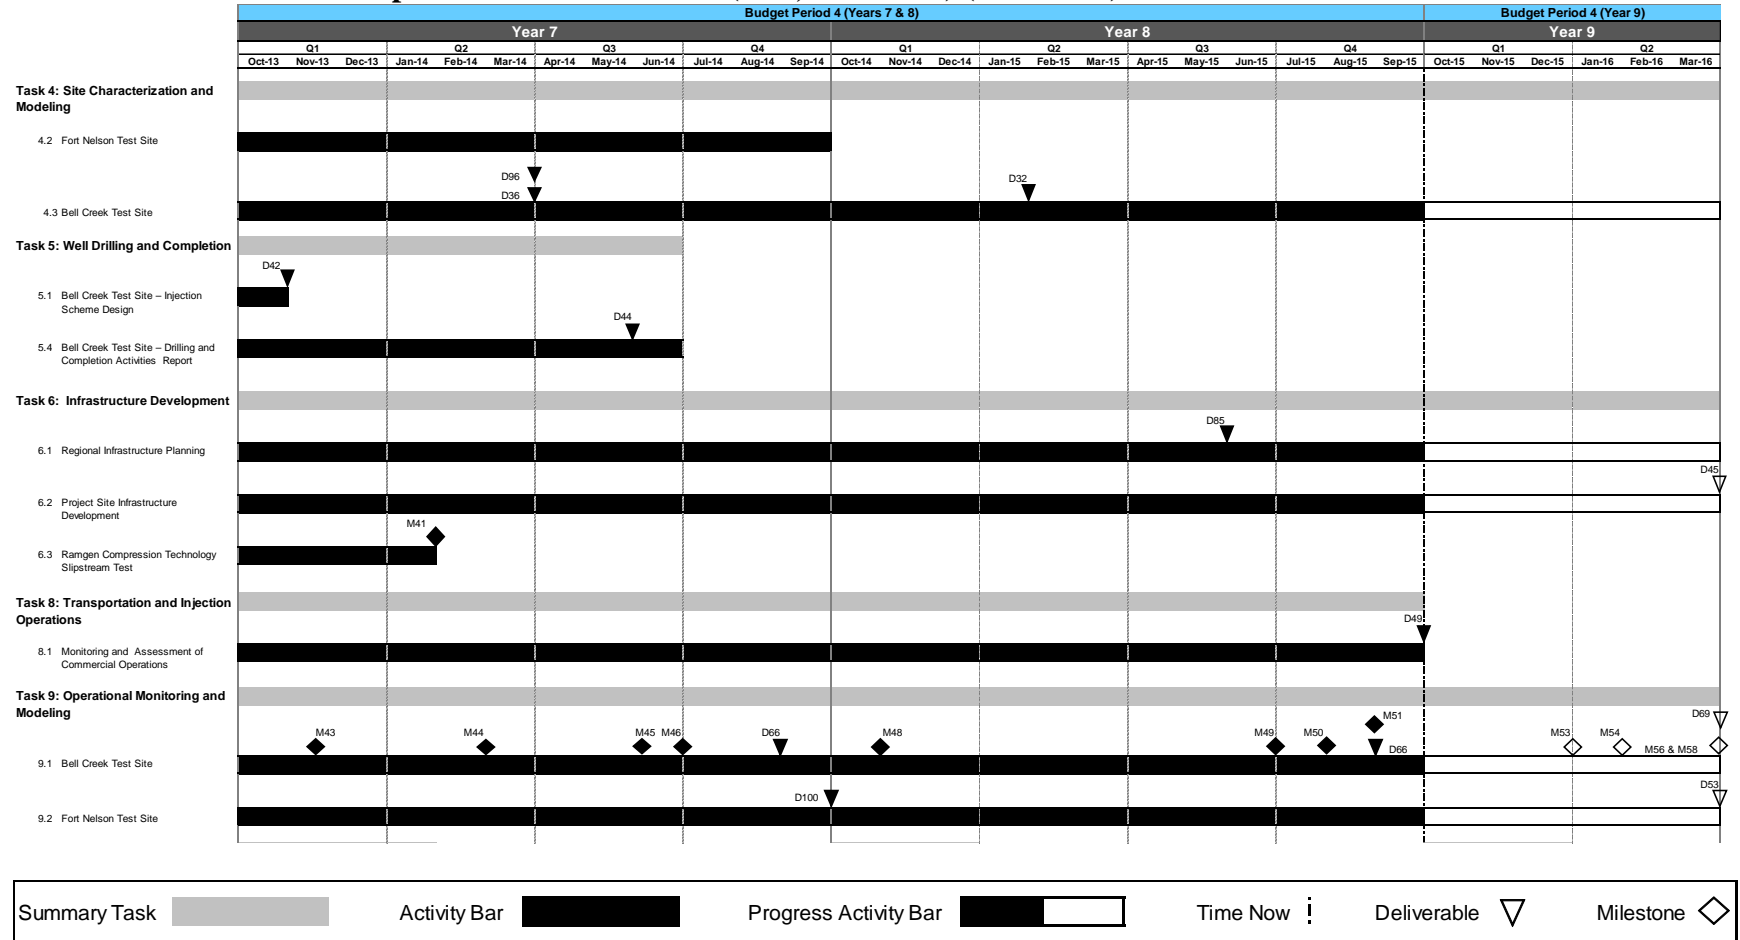 Budget Period 4 (Years 7 & 8) Budget Period 4 (Year 9)
Year 7 Year 8 Year 9
Q1 Q2 Q3 Q4 Q1 Q2 Q3 Q4 Q1 Q2
Oct-13 Nov-13 Dec-13 Jan-14 Feb-14 Mar-14 Apr-14 May-14 Jun-14 Jul-14 Aug-14 Sep-14 Oct-14 Nov-14 Dec-14 Jan-15 Feb-15 Mar-15 Apr-15 May-15 Jun-15 Jul-15 Aug-15 Sep-15 Oct-15 Nov-15 Dec-15 Jan-16 Feb-16 Mar-16
Task 4: Site Characterization and
Modeling
4.2 Fort Nelson Test Site
D96
D32
D36
4.3 Bell Creek Test Site
Task 5: Well Drilling and Completion
D42
5.1 Bell Creek Test Site – Injection
Scheme Design
D44
5.4 Bell Creek Test Site – Drilling and
Completion Activities Report
Task 6: Infrastructure Development
D85
6.1 Regional Infrastructure Planning
D45
6.2 Project Site Infrastructure
Development
M41
6.3 Ramgen Compression Technology
Slipstream Test
Task 8: Transportation and Injection
Operations
D49
8.1 Monitoring and Assessment of
Commercial Operations
Task 9: Operational Monitoring and
Modeling
M51 D69
M43 M44 M45 M46 D66 M48 M49 M50 M53 M54
D66 M56 & M58
9.1 Bell Creek Test Site
D53
D100
9.2 Fort Nelson Test Site
Summary Task Activity Bar Progress Activity Bar Time Now Deliverable Milestone